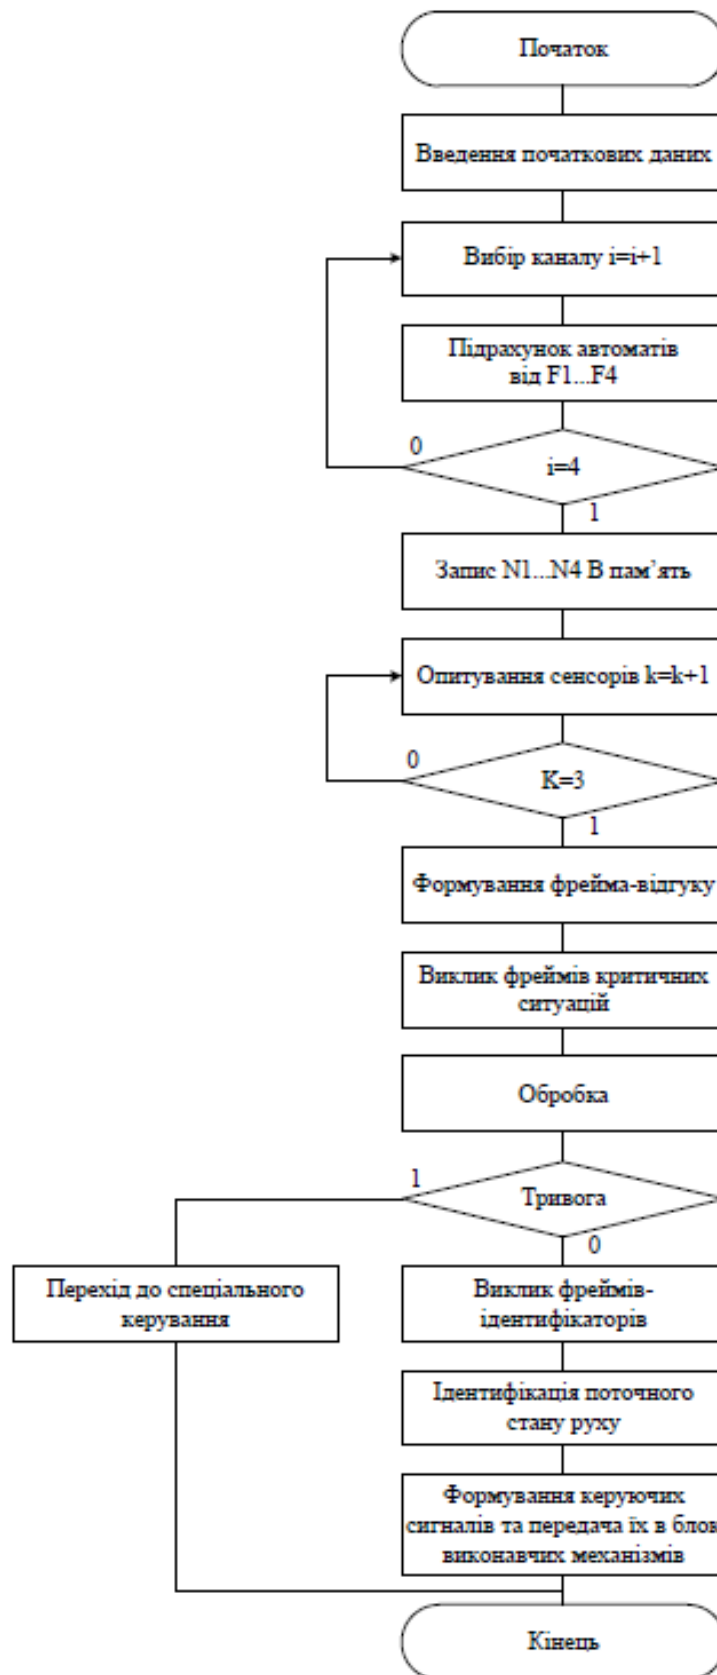 Початок
Введення початкових даних
Вибір каналу i=i+1
Підрахунок автоматів
від F1...F4
0
i=4
1
Запис N1...N4 В пам’ять
Опитування сенсорів k=k+1
0
K=3
1
Формування фрейма-відгуку
Виклик фреймів критичних
ситуацій
Обробка
1
Тривога
0
Перехід до спеціального
керування
Виклик фреймів-
ідентифікаторів
Ідентифікація поточного
стану руху
Формування керуючих
сигналів та передача їх в блок
виконавчих механізмів
Кінець